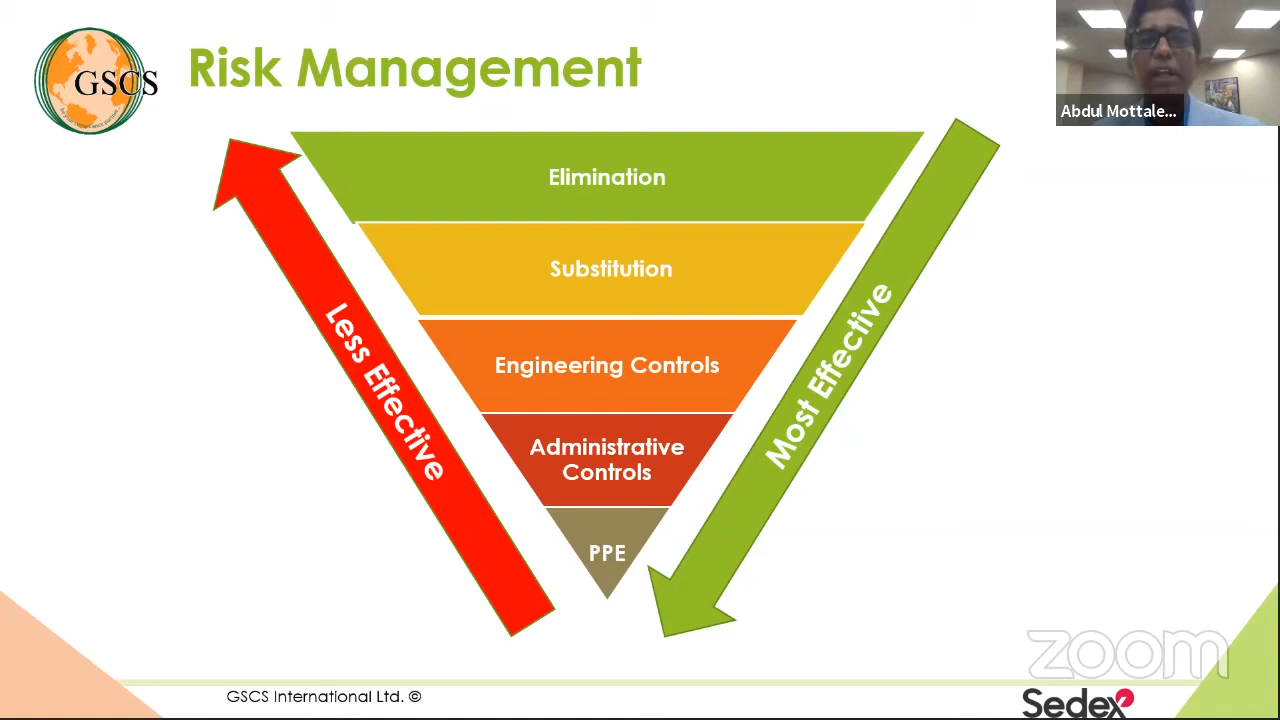 GSCS
Risk Management
Abdul Mottale...
Elimination
Substitution
Engineering Controls
Administrative
Controls
PPE
Less Effective
Most Effective
zoom
GSCS International Ltd. ©
Sedex